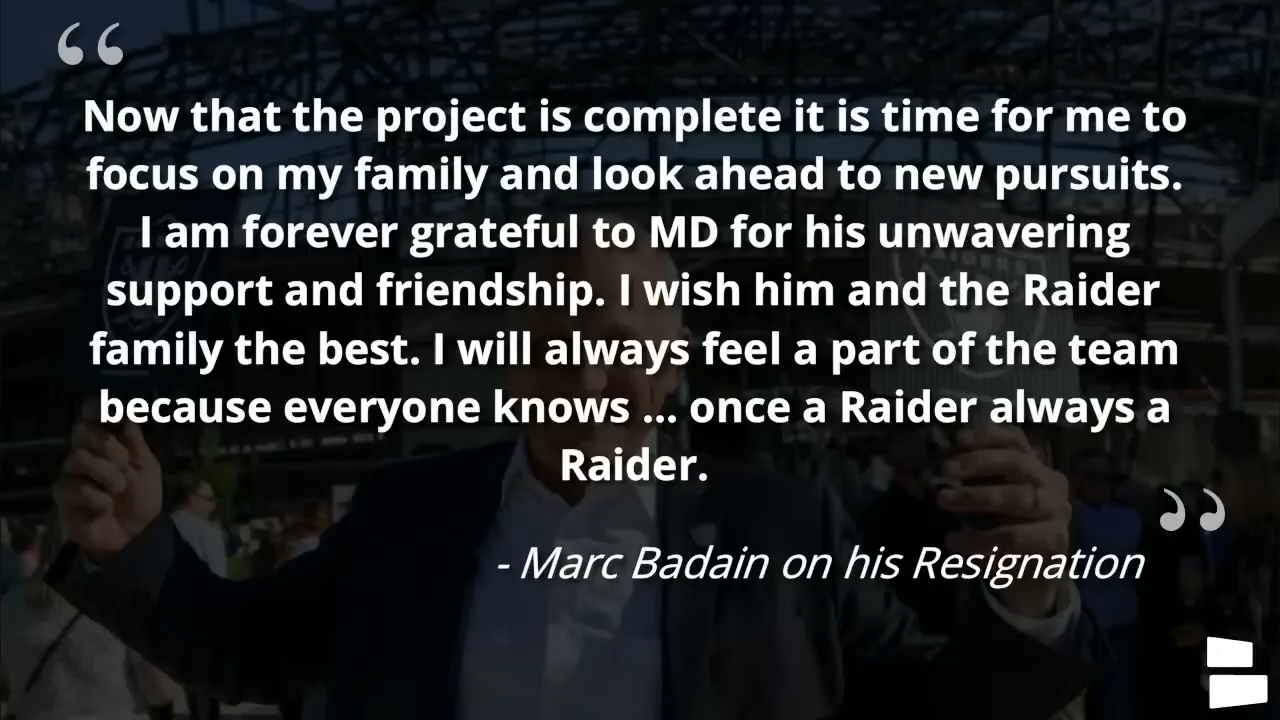 “
Now that the project is complete it is time for me to
focus on my family and look ahead to new pursuits.
I am forever grateful to MD for his unwavering
support and friendship. I wish him and the Raider
family the best. I will always feel a part of the team
because everyone knows ... once a Raider always a
Raider.
”
- Marc Badain on his Resignation